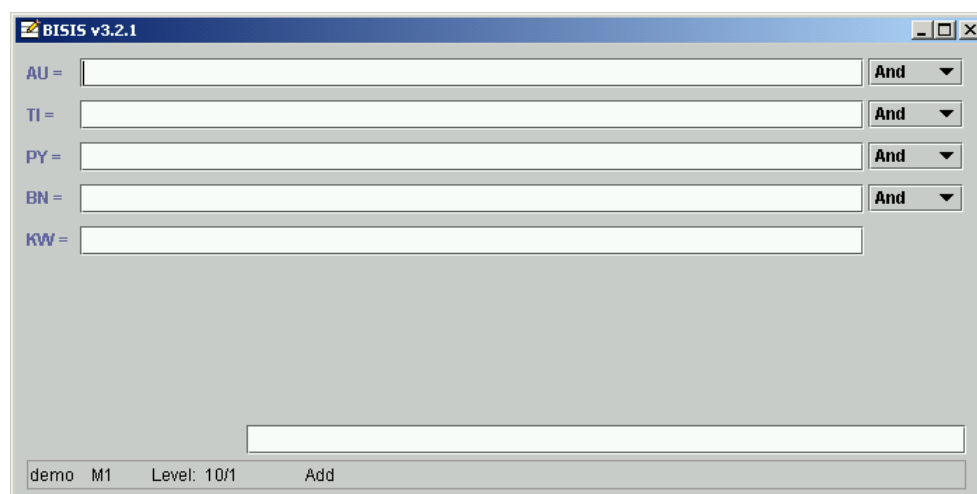 BISIS v3.2.1
AU = And
TI = And
PY = And
BN = And
KW =
demo M1 Level: 10/1 Add